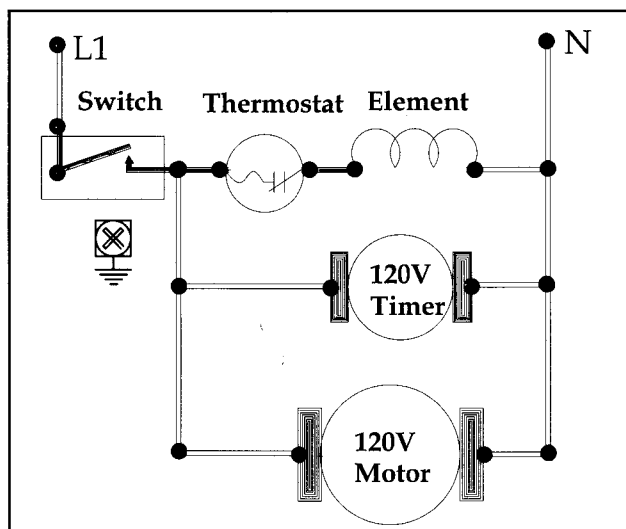 L1
N
Switch
Thermostat
Element
120V
Timer
120V
Motor